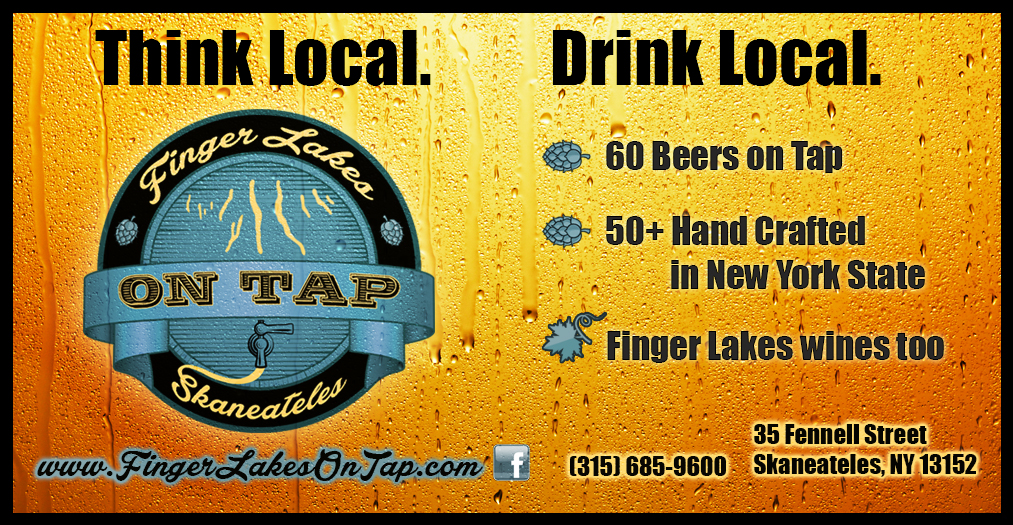 Think Local.
Drink Local.
Finger Lakes
ON TAP
Skaneateles
60 Beers on Tap
50+ Hand Crafted
in New York State
Finger Lakes wines too
www.FingerLakesOnTap.com
f
(315) 685-9600
35 Fennell Street
Skaneateles, NY 13152